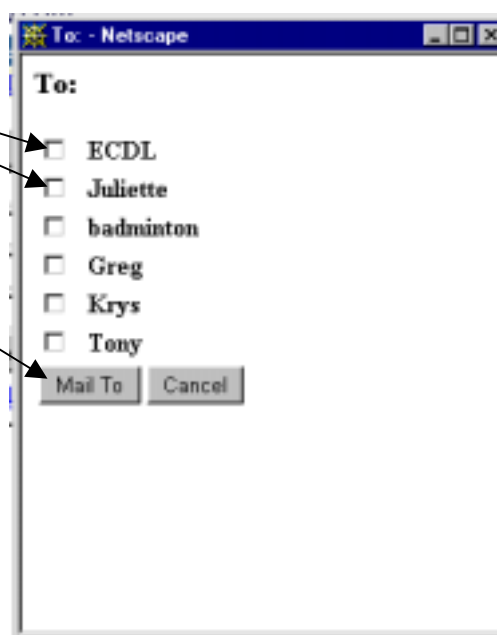 To: - Netscape
To:
ECDL
Juliette
badminton
Greg
Krys
Tony
Mail To Cancel